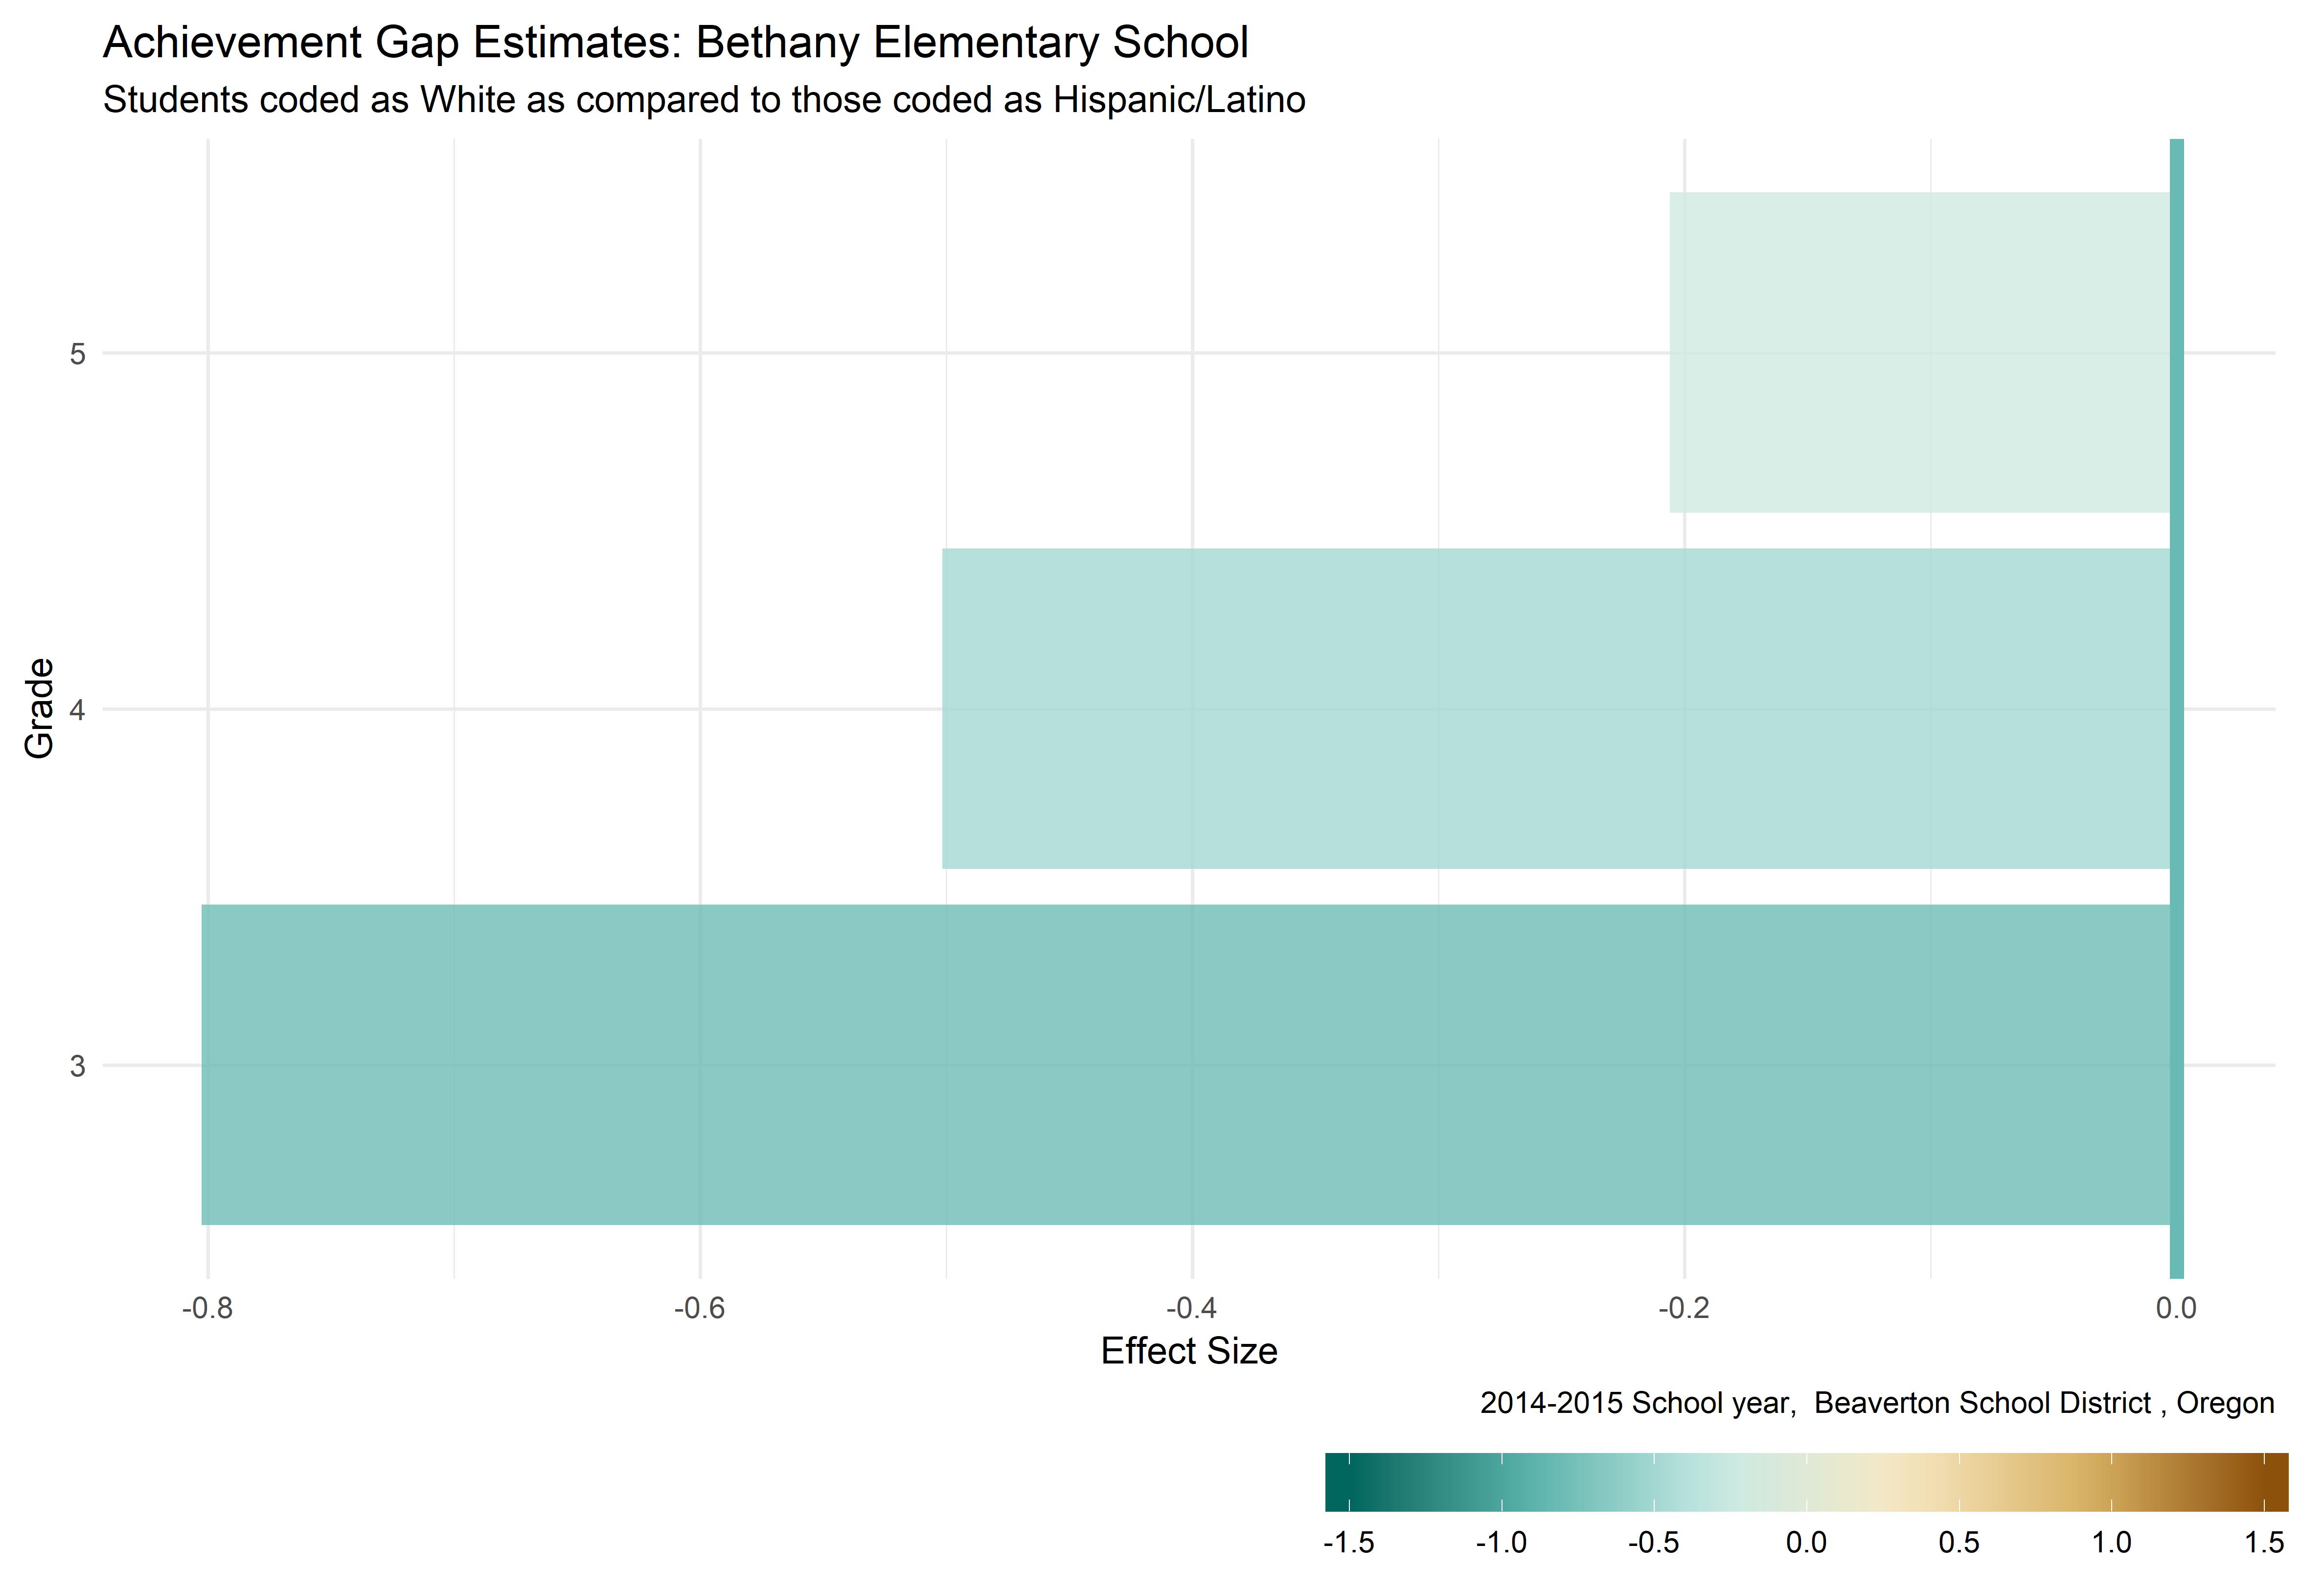 Achievement Gap Estimates: Bethany Elementary School
Students coded as White as compared to those coded as Hispanic/Latino
Grade
5
4
3
-0.8 -0.6 -0.4 -0.2 0.0
Effect Size
2014-2015 School year,  Beaverton School District , Oregon
-1.5 -1.0 -0.5 0.0 0.5 1.0 1.5